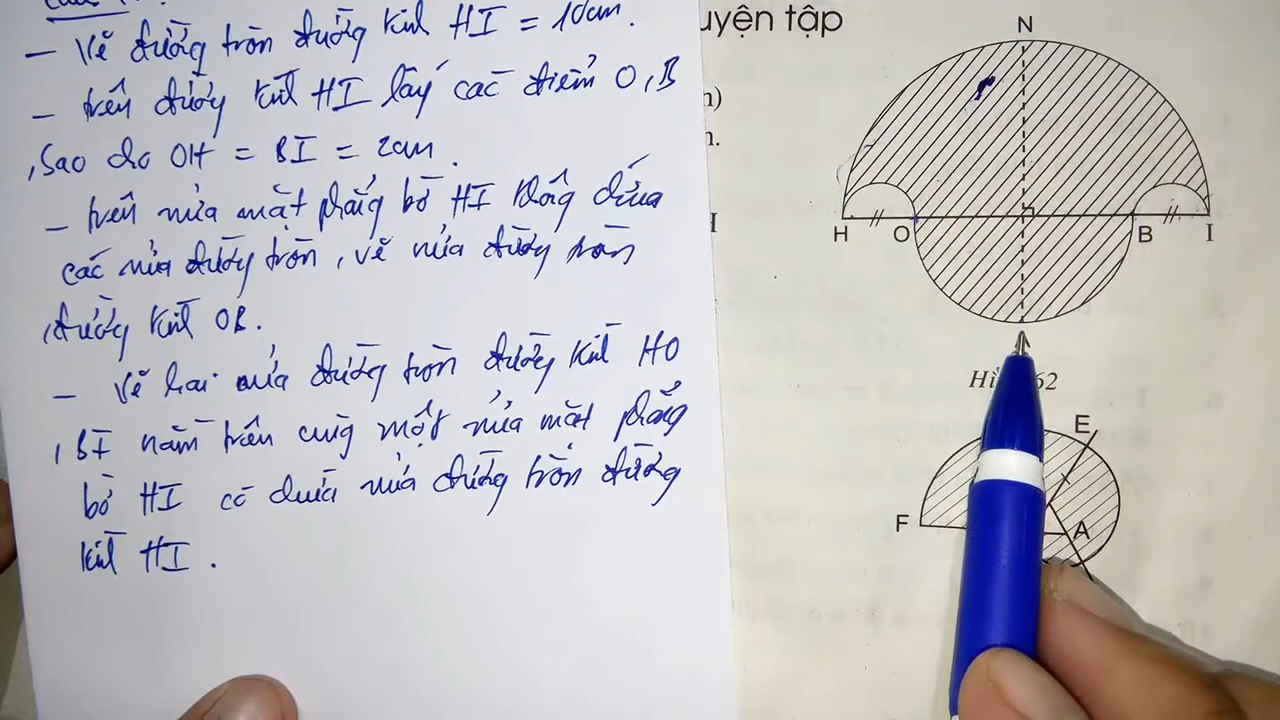 - Vẽ đường tròn đường kính HI = 10cm.
- trên đường kính HI lấy các điểm O, B
sao cho OH = BI = 2cm.
- trên nửa mặt phẳng bờ HI không chứa
các nửa đường tròn, vẽ nửa đường tròn
đường kính OB.
- Vẽ hai nửa đường tròn đường kính HO
, BI nằm trên cùng một nửa mặt phẳng
bờ HI có chứa nửa đường tròn đường
kính HI.
uyện tập
N
H
O
B
I
62
E
F
A